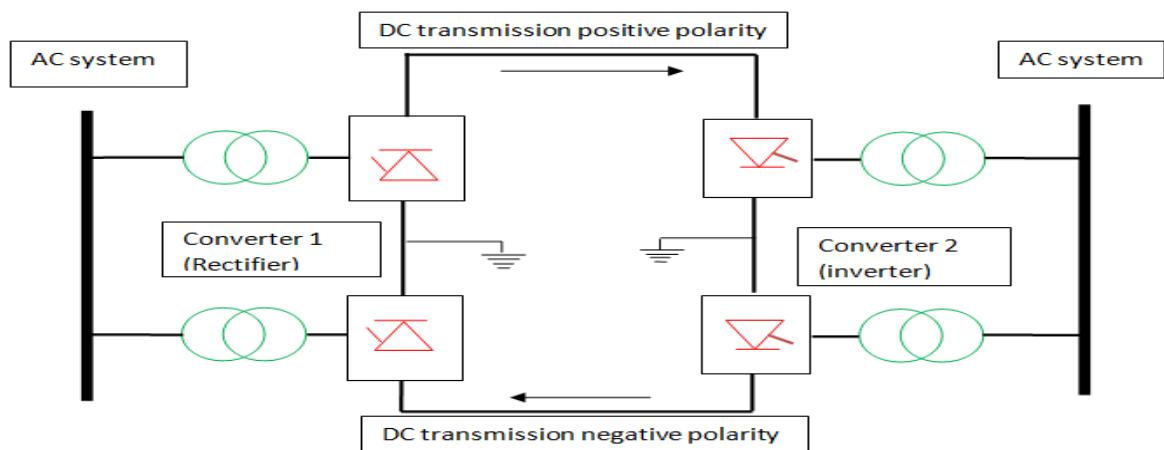 DC transmission positive polarity
AC system
AC system
Converter 1
(Rectifier)
Converter 2
(inverter)
DC transmission negative polarity